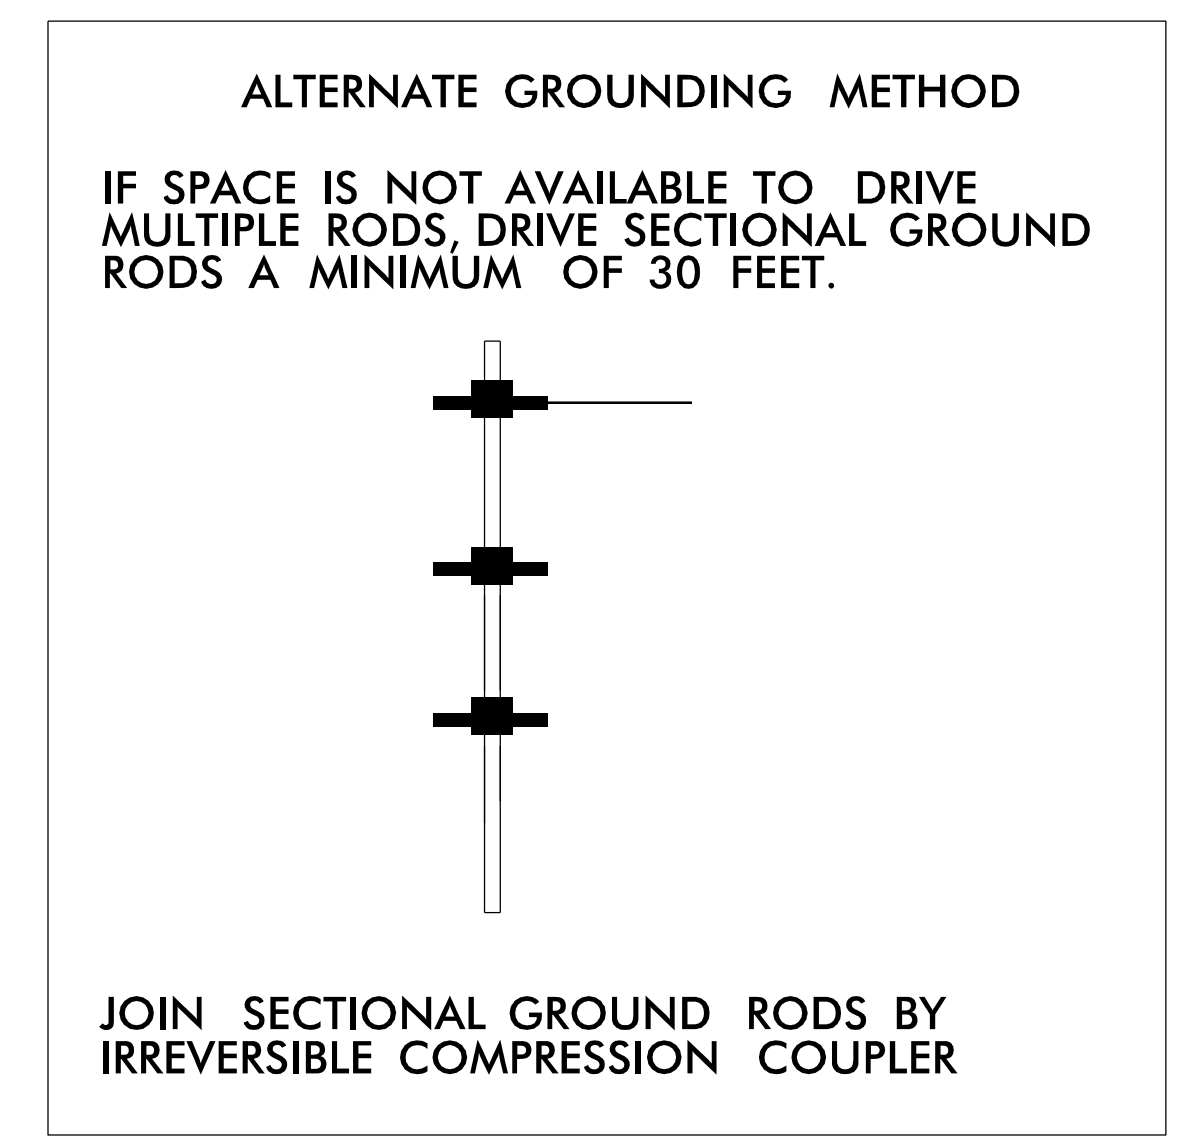 ALTERNATE GROUNDING METHOD
IF SPACE IS NOT AVAILABLE TO DRIVE
MULTIPLE RODS, DRIVE SECTIONAL GROUND
RODS A MINIMUM OF 30 FEET.
JOIN SECTIONAL GROUND RODS BY
IRREVERSIBLE COMPRESSION COUPLER